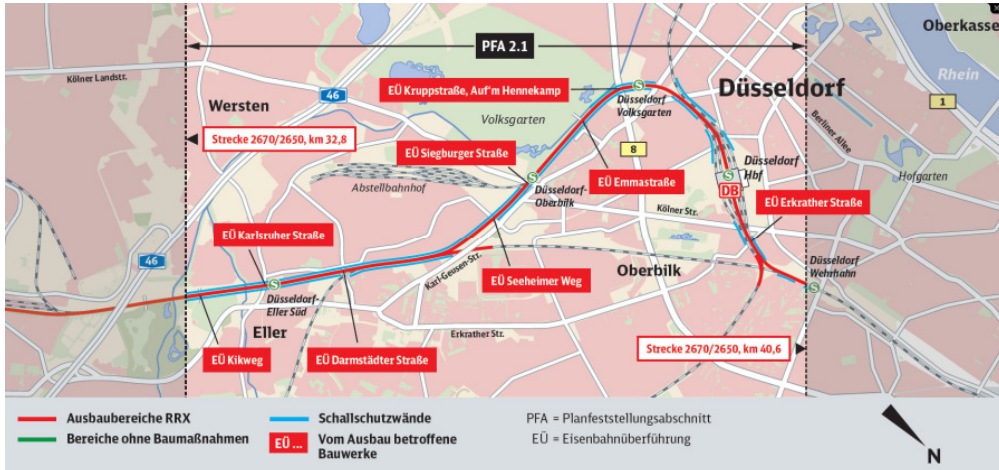 PFA 2.1
Oberkassel
Kölner Landstr.
46
Wersten
46
EÜ Kruppstraße, Auf'm Hennekamp
Düsseldorf
Rhein
1
Volksgarten
Düsseldorf
Volksgarten
Berliner Allee
Strecke 2670/2650, km 32,8
EÜ Siegburger Straße
8
Düsseldorf
Hbf
Hofgarten
Abstellbahnhof
Düsseldorf-
Oberbilk
EÜ Emmastraße
DB
EÜ Erkrather Straße
Kölner Str.
EÜ Karlsruher Straße
46
Karl-Geusen-Str.
Oberbilk
Düsseldorf
Wehrhahn
EÜ Seeheimer Weg
Düsseldorf-
Eller Süd
Eller
Erkrather Str.
EÜ Kikweg
EÜ Darmstädter Straße
Strecke 2670/2650, km 40,6
S
S
S
S
S
Ausbaubereiche RRX
Schallschutzwände
PFA = Planfeststellungsabschnitt
Bereiche ohne Baumaßnahmen
EÜ ...
Vom Ausbau betroffene
Bauwerke
EÜ = Eisenbahnüberführung
N